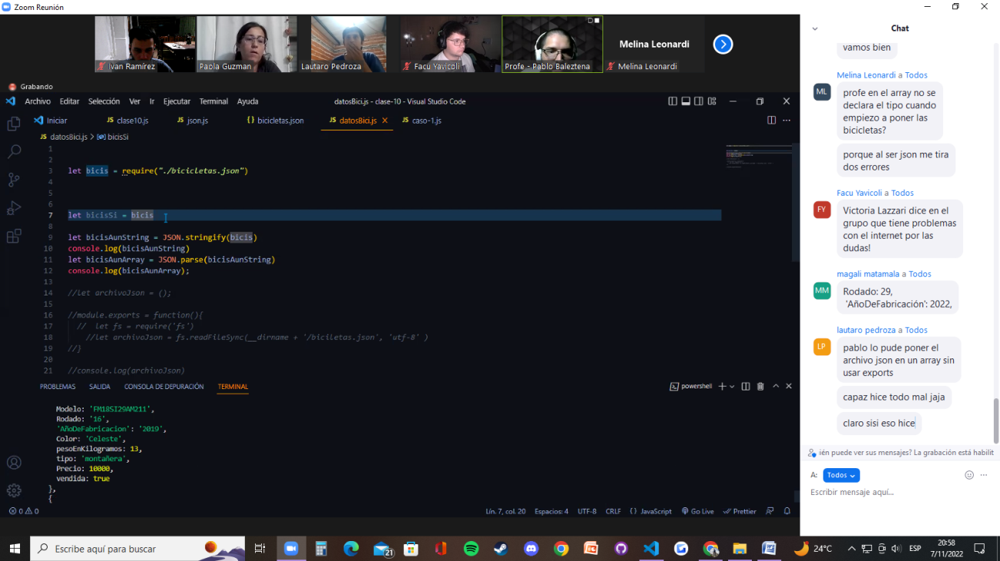 Zoom Reunión
Ivan Ramírez
Paola Guzman
Lautaro Pedroza
Facu Yavicoli
Profe - Pablo Baleztena
Melina Leonardi
Melina Leonardi
Grabando
Archivo Editar Selección Ver Ir Ejecutar Terminal Ayuda
datosBici.js - clase-10 - Visual Studio Code
Iniciar
JS clase10.js
JS json.js
{} bicicletas.json
JS datosBici.js
JS caso-1.js
JS datosBici.js > bicisSi
1
2
3 let bicis = require("./bicicletas.json")
4
5
6
7 let bicisSi = bicis
8
9 let bicisAunString = JSON.stringify(bicis)
10 console.log(bicisAunString)
11 let bicisAunArray = JSON.parse(bicisAunString)
12 console.log(bicisAunArray);
13
14 //let archivoJson = ();
15
16 //module.exports = function(){
17 // let fs = require('fs')
18 //let archivoJson = fs.readFileSync(__dirname + '/biciletas.json', 'utf-8' )
19 //}
20
21 //console.log(archivoJson)
PROBLEMAS SALIDA CONSOLA DE DEPURACIÓN TERMINAL
powershell
Modelo: 'FM18SI29AM211',
Rodado: '16',
'AñoDeFabricacion': '2019',
Color: 'Celeste',
pesoEnKilogramos: 13,
tipo: 'montañera',
Precio: 10000,
vendida: true
},
{
0 0
Lín. 7, col. 20 Espacios: 4 UTF-8 CRLF {} JavaScript Go Live Prettier
Chat
vamos bien
Melina Leonardi a Todos
ML
profe en el array no se
declara el tipo cuando
empiezo a poner las
bicicletas?
porque al ser json me tira
dos errores
Facu Yavicoli a Todos
FY
Victoria Lazzari dice en el
grupo que tiene problemas
con el internet por las
dudas!
magali matamala a Todos
MM
Rodado: 29,
'AñoDeFabricación': 2022,
lautaro pedroza a Todos
LP
pablo lo pude poner el
archivo json en un array sin
usar exports
capaz hice todo mal jaja
claro sisi eso hice
ién puede ver sus mensajes? La grabación está habilit
A: Todos
Escribir mensaje aquí...
Escribe aquí para buscar
21
24°C
ESP
20:58
7/11/2022